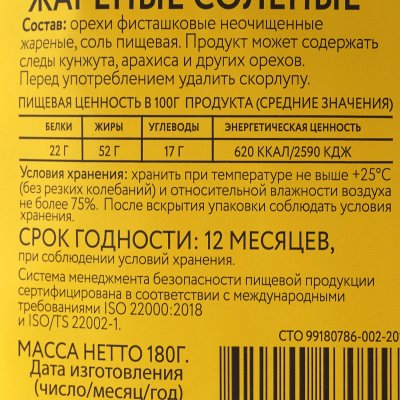 ЖАРЕНЫЕ СОЛЕНЫЕ
Состав: орехи фисташковые неочищенные
жареные, соль пищевая. Продукт может содержать
следы кунжута, арахиса и других орехов.
Перед употреблением удалить скорлупу.
ПИЩЕВАЯ ЦЕННОСТЬ В 100Г ПРОДУКТА (СРЕДНИЕ ЗНАЧЕНИЯ)
БЕЛКИ ЖИРЫ УГЛЕВОДЫ ЭНЕРГЕТИЧЕСКАЯ ЦЕННОСТЬ
22 Г 52 Г 17 Г 620 ККАЛ/2590 КДЖ
Условия хранения: хранить при температуре не выше +25°С
(без резких колебаний) и относительной влажности воздуха
не более 75%. После вскрытия упаковки соблюдать условия
хранения.
СРОК ГОДНОСТИ: 12 МЕСЯЦЕВ,
при соблюдении условий хранения.
Система менеджмента безопасности пищевой продукции
сертифицирована в соответствии с международными
требованиями ISO 22000:2018
и ISO/TS 22002-1.
СТО 99180786-002-20
МАССА НЕТТО 180Г.
Дата изготовления
(число/месяц/год)